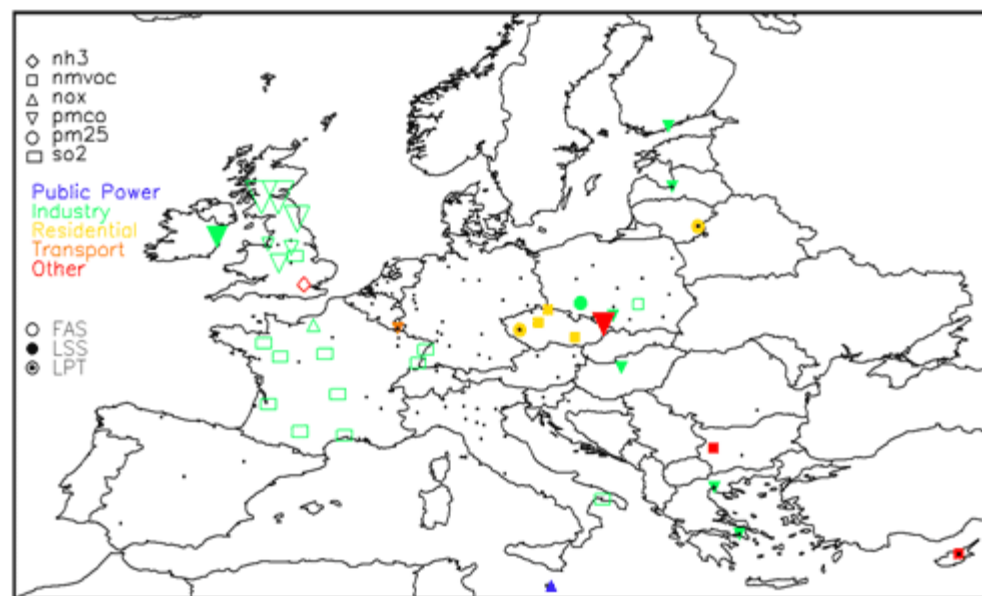 nh3
nmvoc
nox
pmco
pm25
so2
Public Power
Industry
Residential
Transport
Other
FAS
LSS
LPT